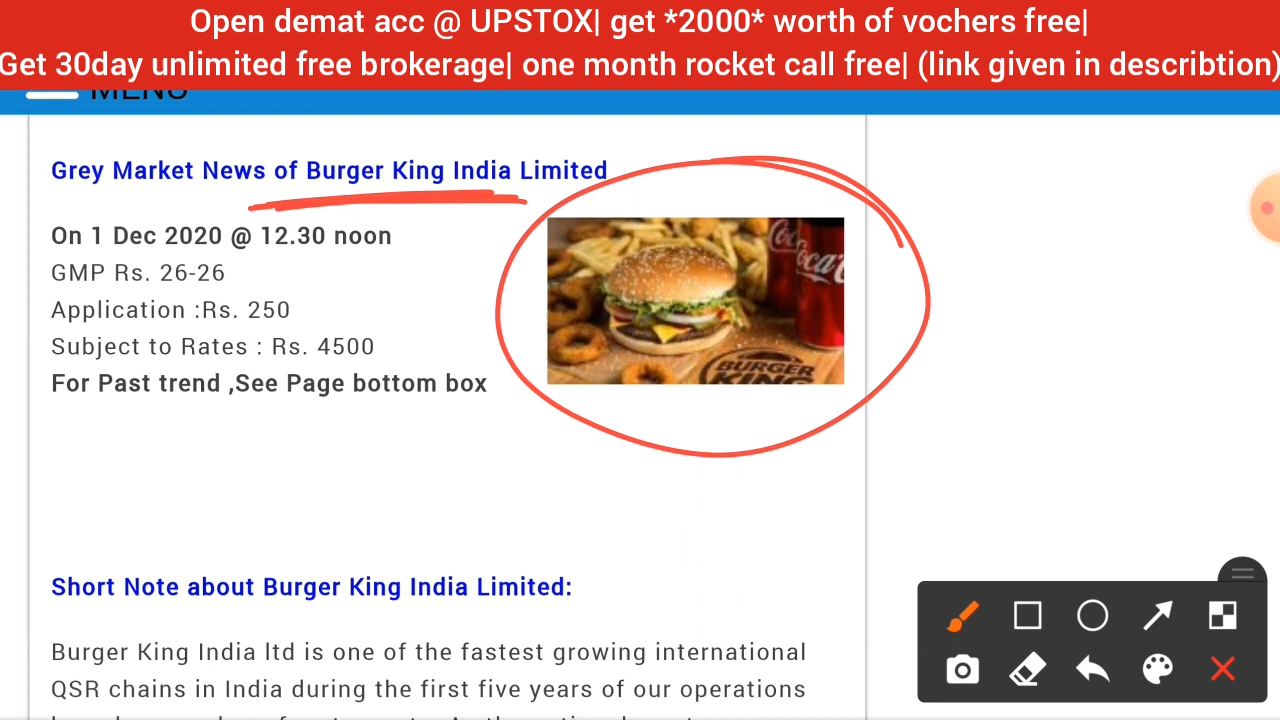 Open demat acc @ UPSTOX| get *2000* worth of vochers free|
Get 30day unlimited free brokerage| one month rocket call free| (link given in describtion)
MENU
Grey Market News of Burger King India Limited
On 1 Dec 2020 @ 12.30 noon
GMP Rs. 26-26
Application :Rs. 250
Subject to Rates : Rs. 4500
For Past trend ,See Page bottom box
Coca
BURGER
KING
Short Note about Burger King India Limited:
Burger King India ltd is one of the fastest growing international
QSR chains in India during the first five years of our operations